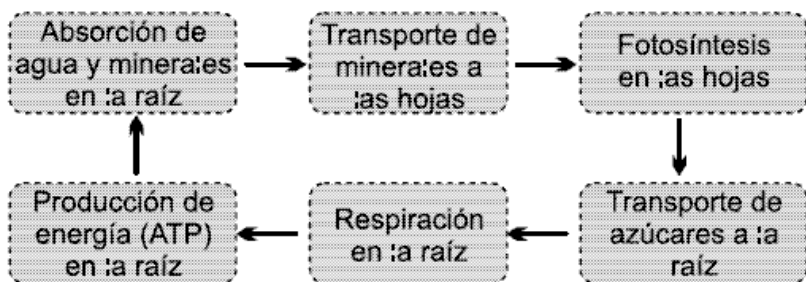 Absorción de
agua y minerales
en la raíz
Transporte de
minerales a
las hojas
Fotosíntesis
en las hojas
Producción de
energía (ATP)
en la raíz
Respiración
en la raíz
Transporte de
azúcares a la
raíz